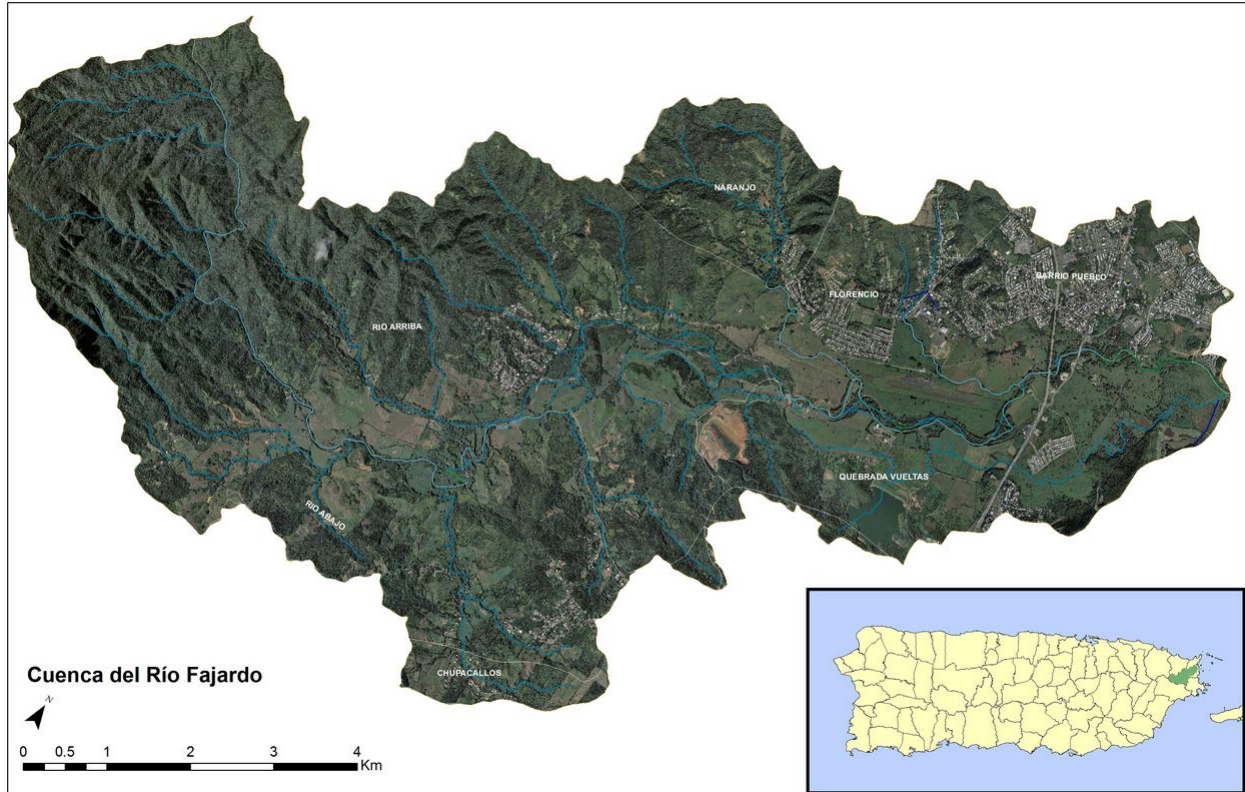 NARANJO
BARRIO PUEBLO
FLORENCIO
RIO ARRIBA
QUEBRADA VUELTAS
RIO ABAJO
CHUPACALLOS
Cuenca del Río Fajardo
N
0 0.5 1 2 3 4
Km